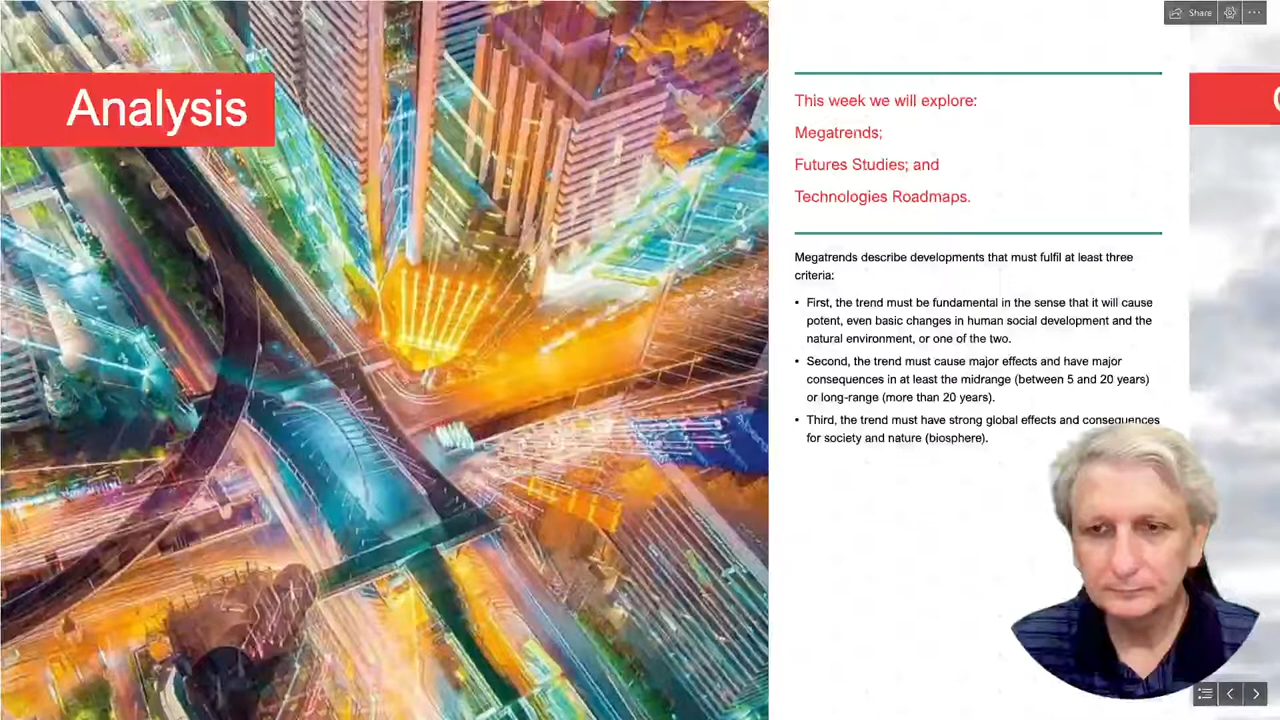 Share
Analysis
This week we will explore:
Megatrends;
Futures Studies; and
Technologies Roadmaps.
Megatrends describe developments that must fulfil at least three
criteria:
• First, the trend must be fundamental in the sense that it will cause
potent, even basic changes in human social development and the
natural environment, or one of the two.
• Second, the trend must cause major effects and have major
consequences in at least the midrange (between 5 and 20 years)
or long-range (more than 20 years).
• Third, the trend must have strong global effects and consequences
for society and nature (biosphere).